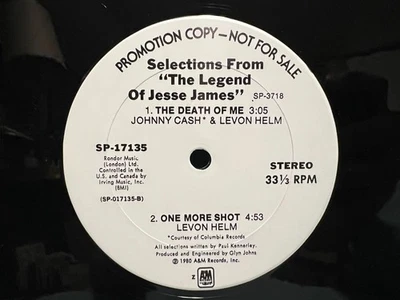 PROMOTION COPY—NOT FOR SALE
Selections From
"The Legend
Of Jesse James" SP-3718
1. THE DEATH OF ME 3:05
JOHNNY CASH* & LEVON HELM
SP-17135
Rondor Music
(London) Ltd.
Controlled in the
U.S. and Canada by
Irving Music, Inc.
(BMI)
(SP-017135-B)
STEREO
33⅓ RPM
2. ONE MORE SHOT 4:53
LEVON HELM
*Courtesy of Columbia Records
All selections written by Paul Kennerley.
Produced and Engineered by Glyn Johns
℗ © 1980 A&M Records, Inc.
z
A&M